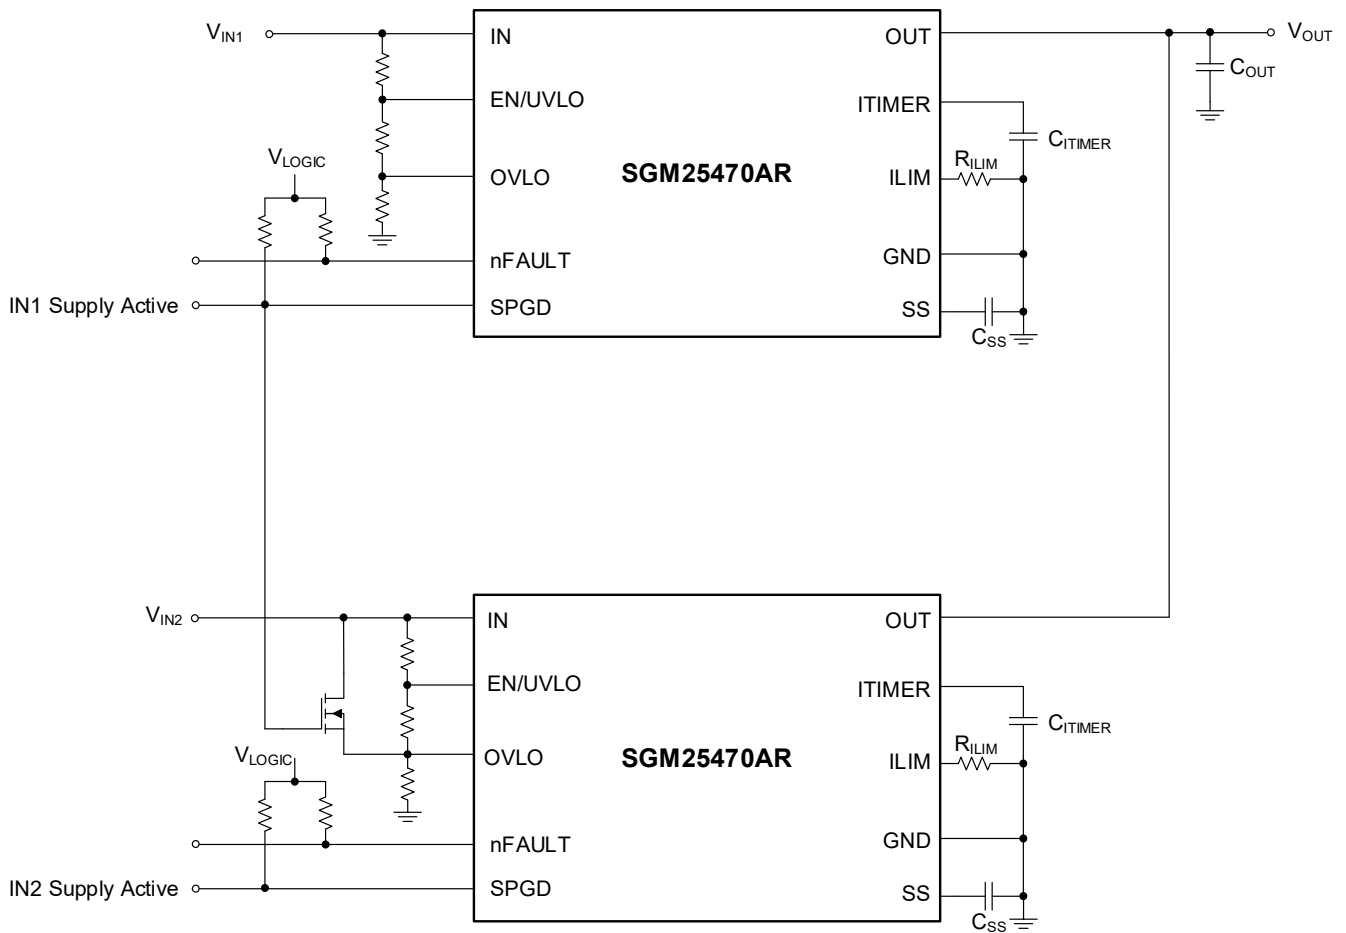 VIN1
IN
OUT
VOUT
COUT
EN/UVLO
ITIMER
CITIMER
VLOGIC
OVLO
SGM25470AR
ILIM
RILIM
nFAULT
GND
IN1 Supply Active
SPGD
SS
CSS
VIN2
IN
OUT
EN/UVLO
ITIMER
CITIMER
VLOGIC
OVLO
SGM25470AR
ILIM
RILIM
nFAULT
GND
IN2 Supply Active
SPGD
SS
CSS